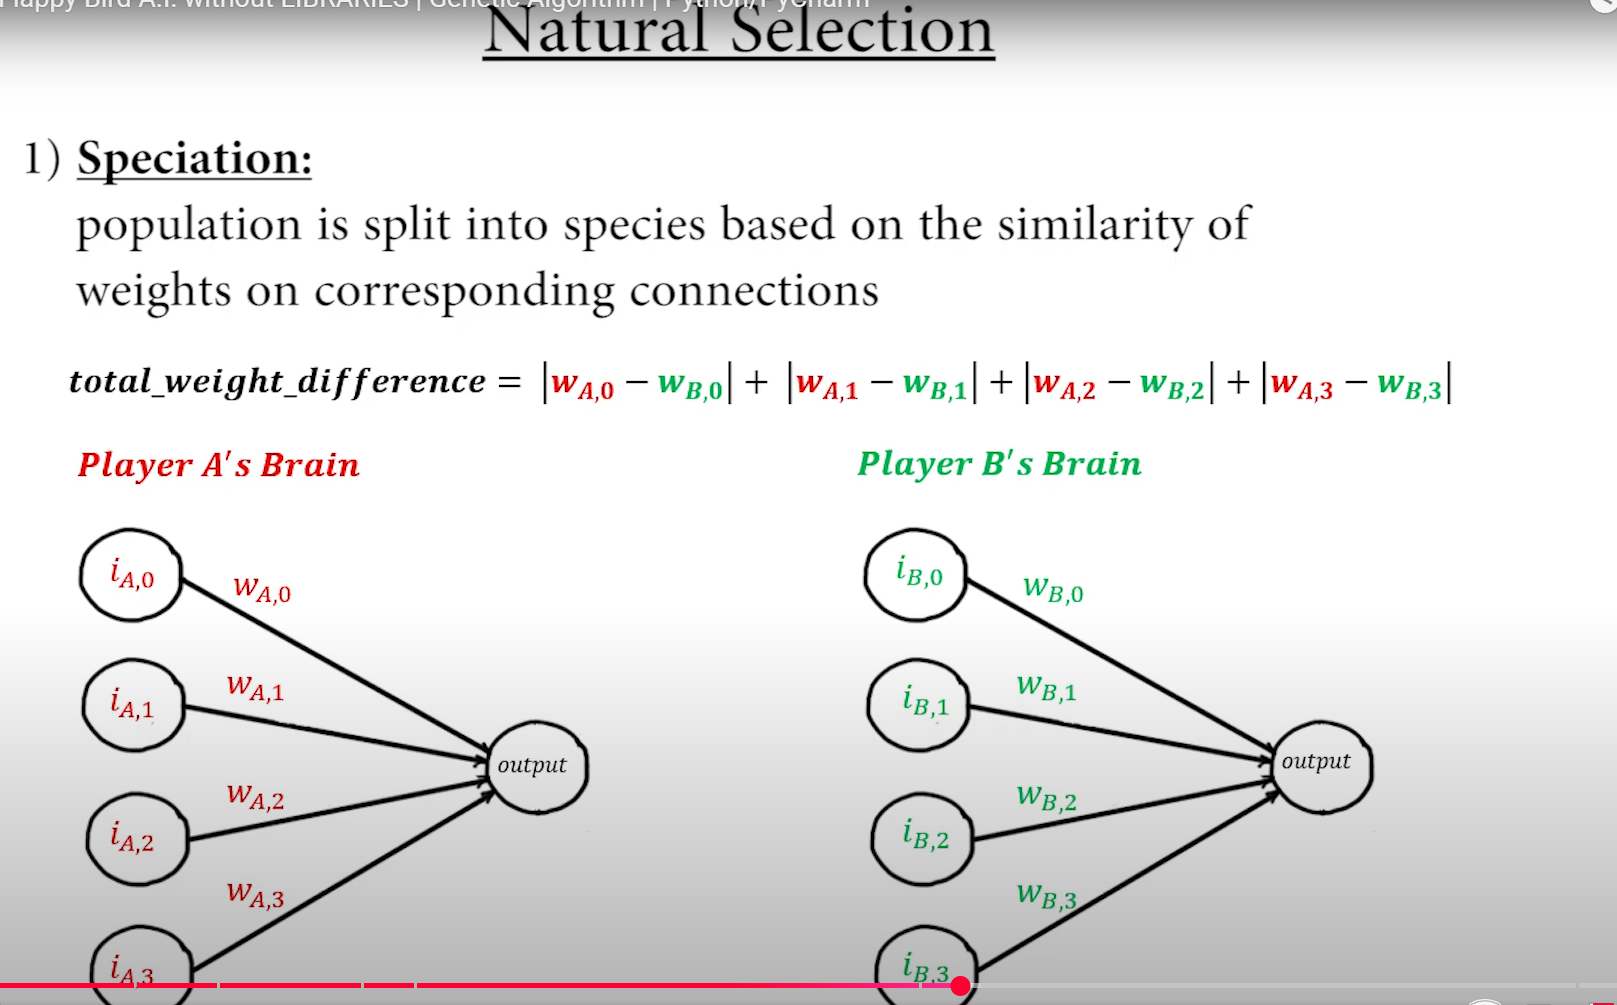 Flappy Bird A.I. without LIBRARIES | Genetic Algorithm | Python/PyCharm
Natural Selection
1) Speciation:
population is split into species based on the similarity of
weights on corresponding connections
total_weight_difference = |w_{A,0} − w_{B,0}| + |w_{A,1} − w_{B,1}| + |w_{A,2} − w_{B,2}| + |w_{A,3} − w_{B,3}|
Player A's Brain
i_{A,0}
w_{A,0}
i_{A,1}
w_{A,1}
i_{A,2}
w_{A,2}
i_{A,3}
w_{A,3}
output
Player B's Brain
i_{B,0}
w_{B,0}
i_{B,1}
w_{B,1}
i_{B,2}
w_{B,2}
i_{B,3}
w_{B,3}
output